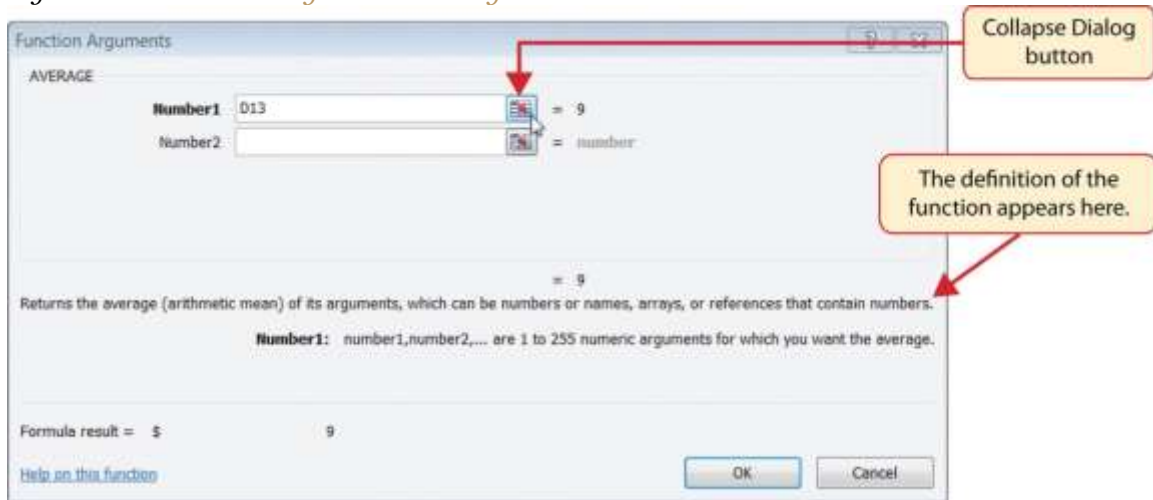 Collapse Dialog
button
Function Arguments
AVERAGE
Number1 D13 = 9
Number2 = number
The definition of the
function appears here.
= 9
Returns the average (arithmetic mean) of its arguments, which can be numbers or names, arrays, or references that contain numbers.
Number1: number1,number2,... are 1 to 255 numeric arguments for which you want the average.
Formula result = $ 9
Help on this function OK Cancel